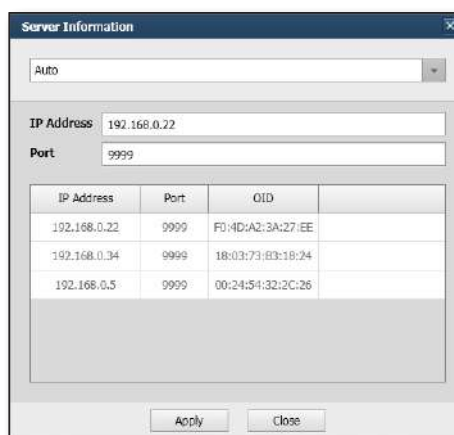 Server Information
Auto
IP Address 192.168.0.22
Port 9999
IP Address Port OID
192.168.0.22 9999 F0:4D:A2:3A:27:EE
192.168.0.34 9999 18:03:73:B3:18:24
192.168.0.5 9999 00:24:54:32:2C:26
Apply Close